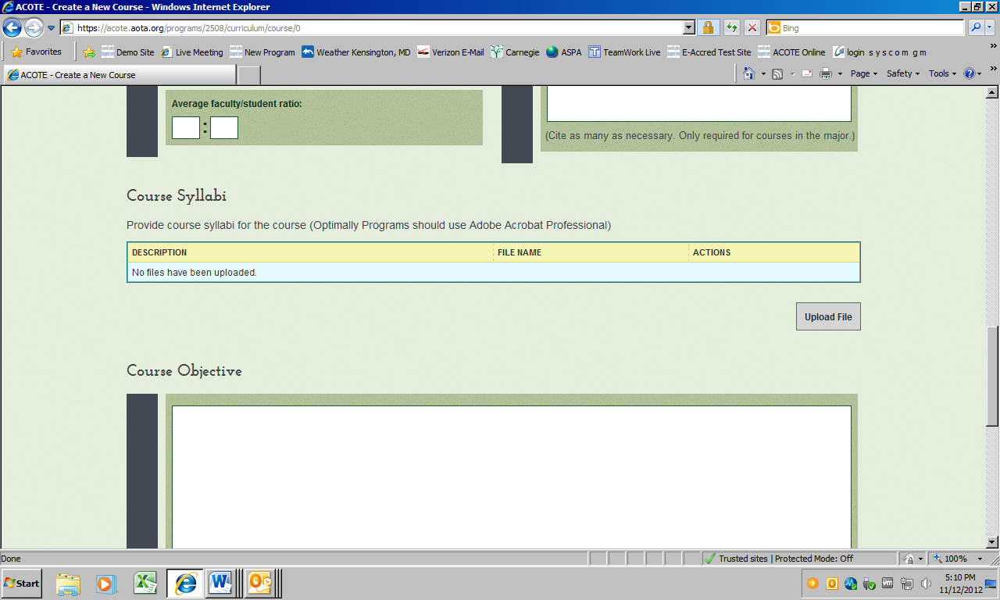 ACOTE - Create a New Course - Windows Internet Explorer
https://acote.aota.org/programs/2508/curriculum/course/0
Bing
Favorites
Demo Site
Live Meeting
New Program
Weather Kensington, MD
Verizon E-Mail
Carnegie
ASPA
TeamWork Live
E-Accred Test Site
ACOTE Online
login s y s c o m g m
ACOTE - Create a New Course
Page
Safety
Tools
Average faculty/student ratio:
:
(Cite as many as necessary. Only required for courses in the major.)
Course Syllabi
Provide course syllabi for the course (Optimally Programs should use Adobe Acrobat Professional)
DESCRIPTION FILE NAME ACTIONS
No files have been uploaded.
Upload File
Course Objective
Done
Trusted sites | Protected Mode: Off
100%
Start
5:10 PM
11/12/2012